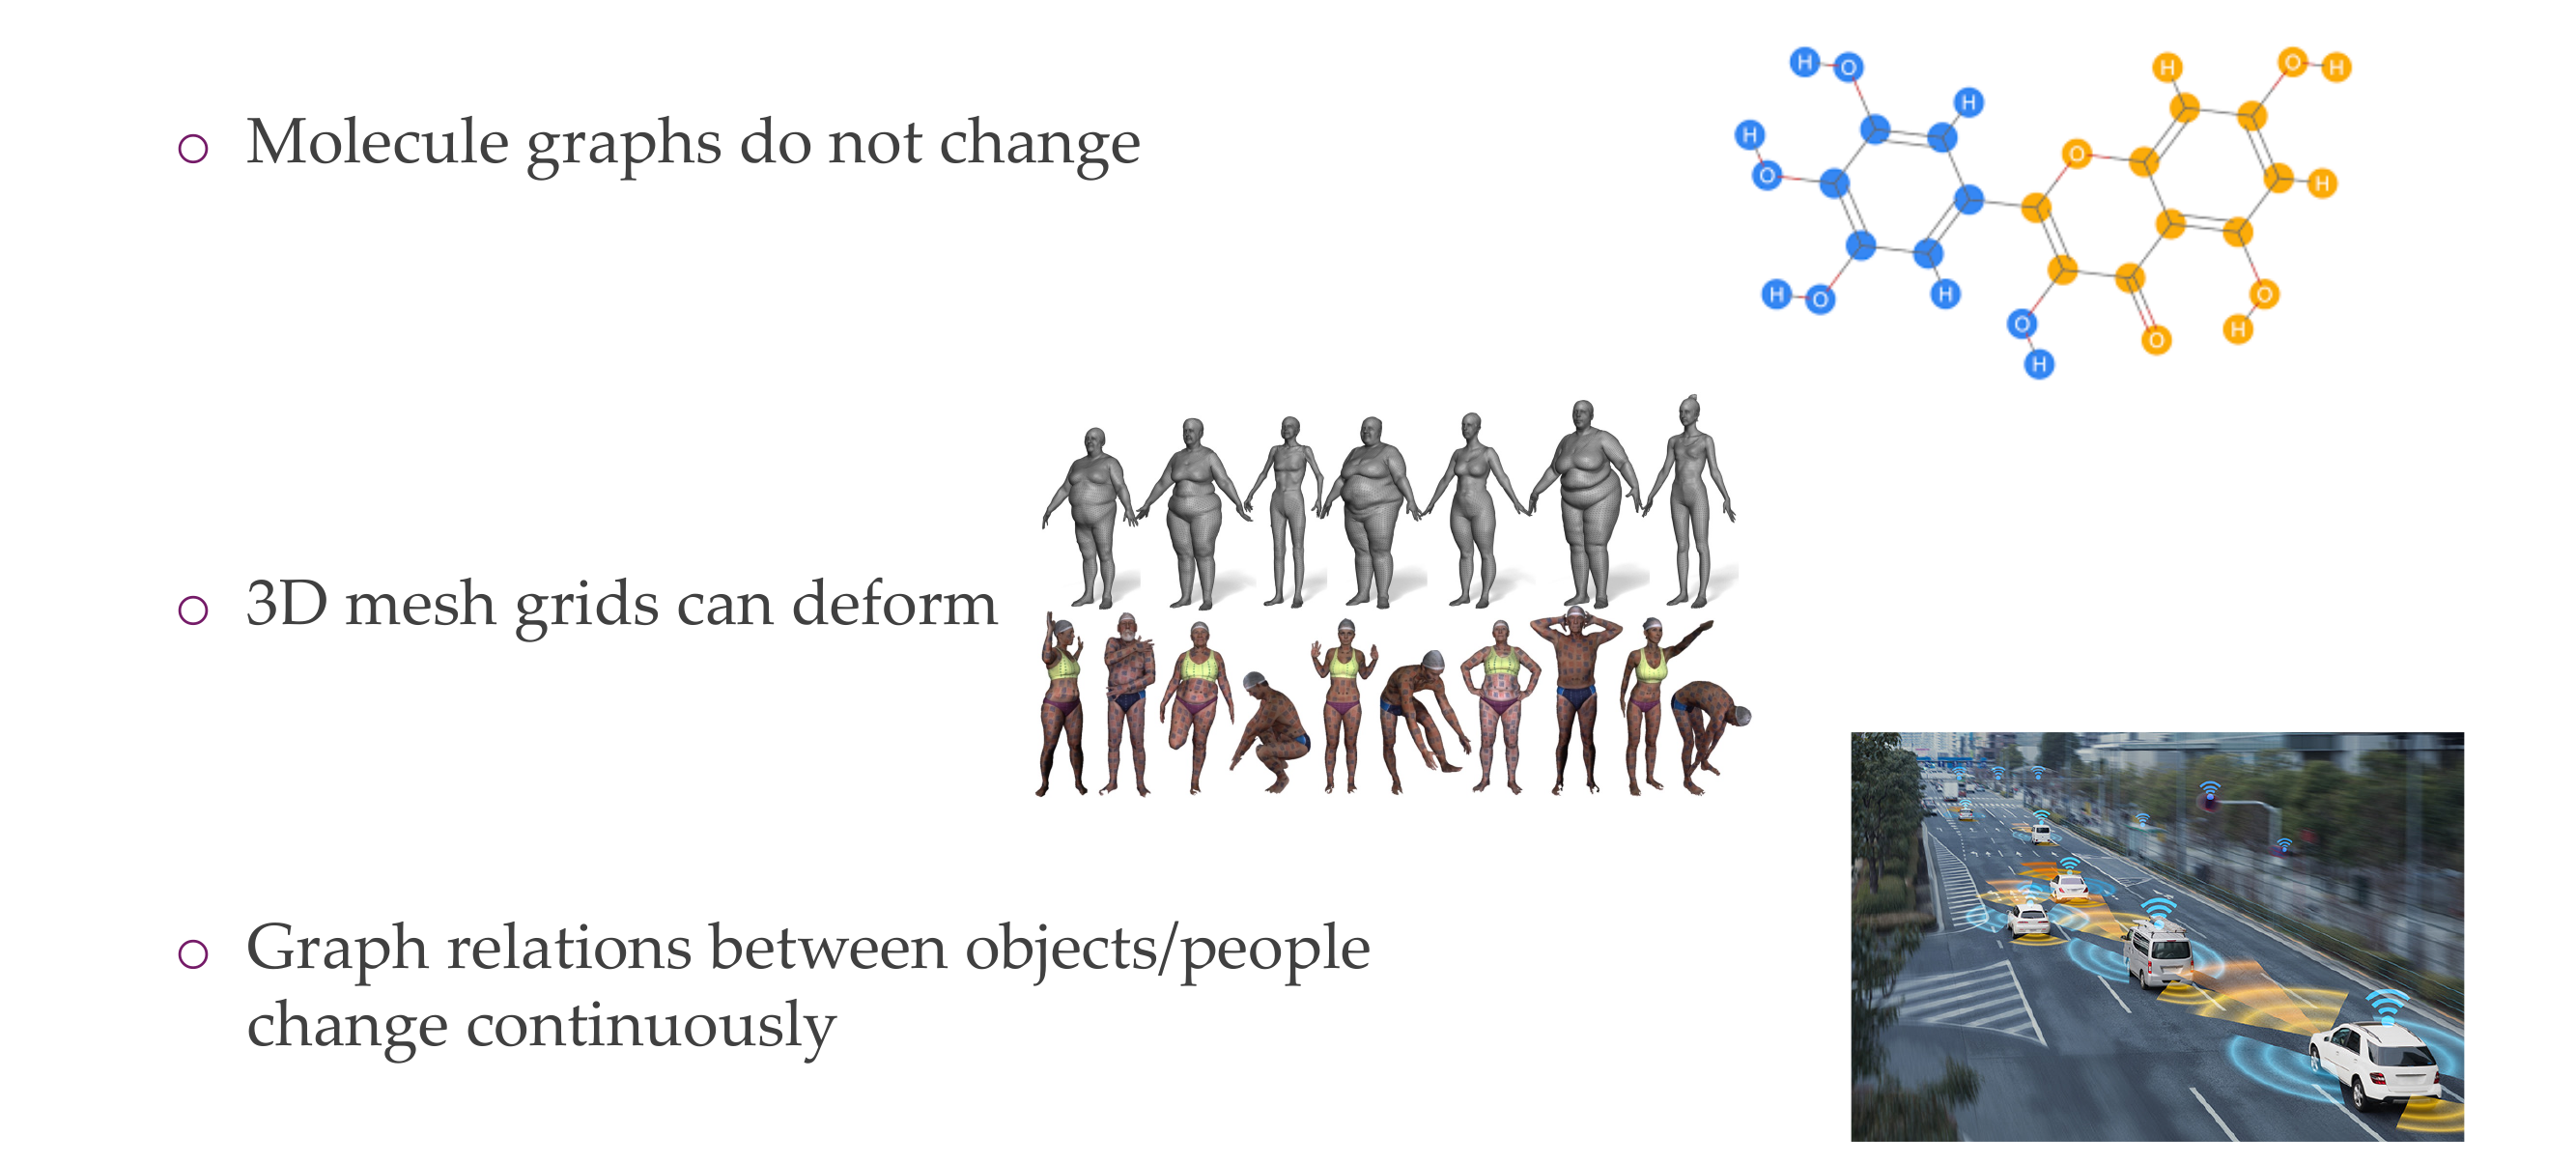 Molecule graphs do not change
H O H O H H O H H
O H O H H O H O H O H
3D mesh grids can deform
Graph relations between objects/people
change continuously